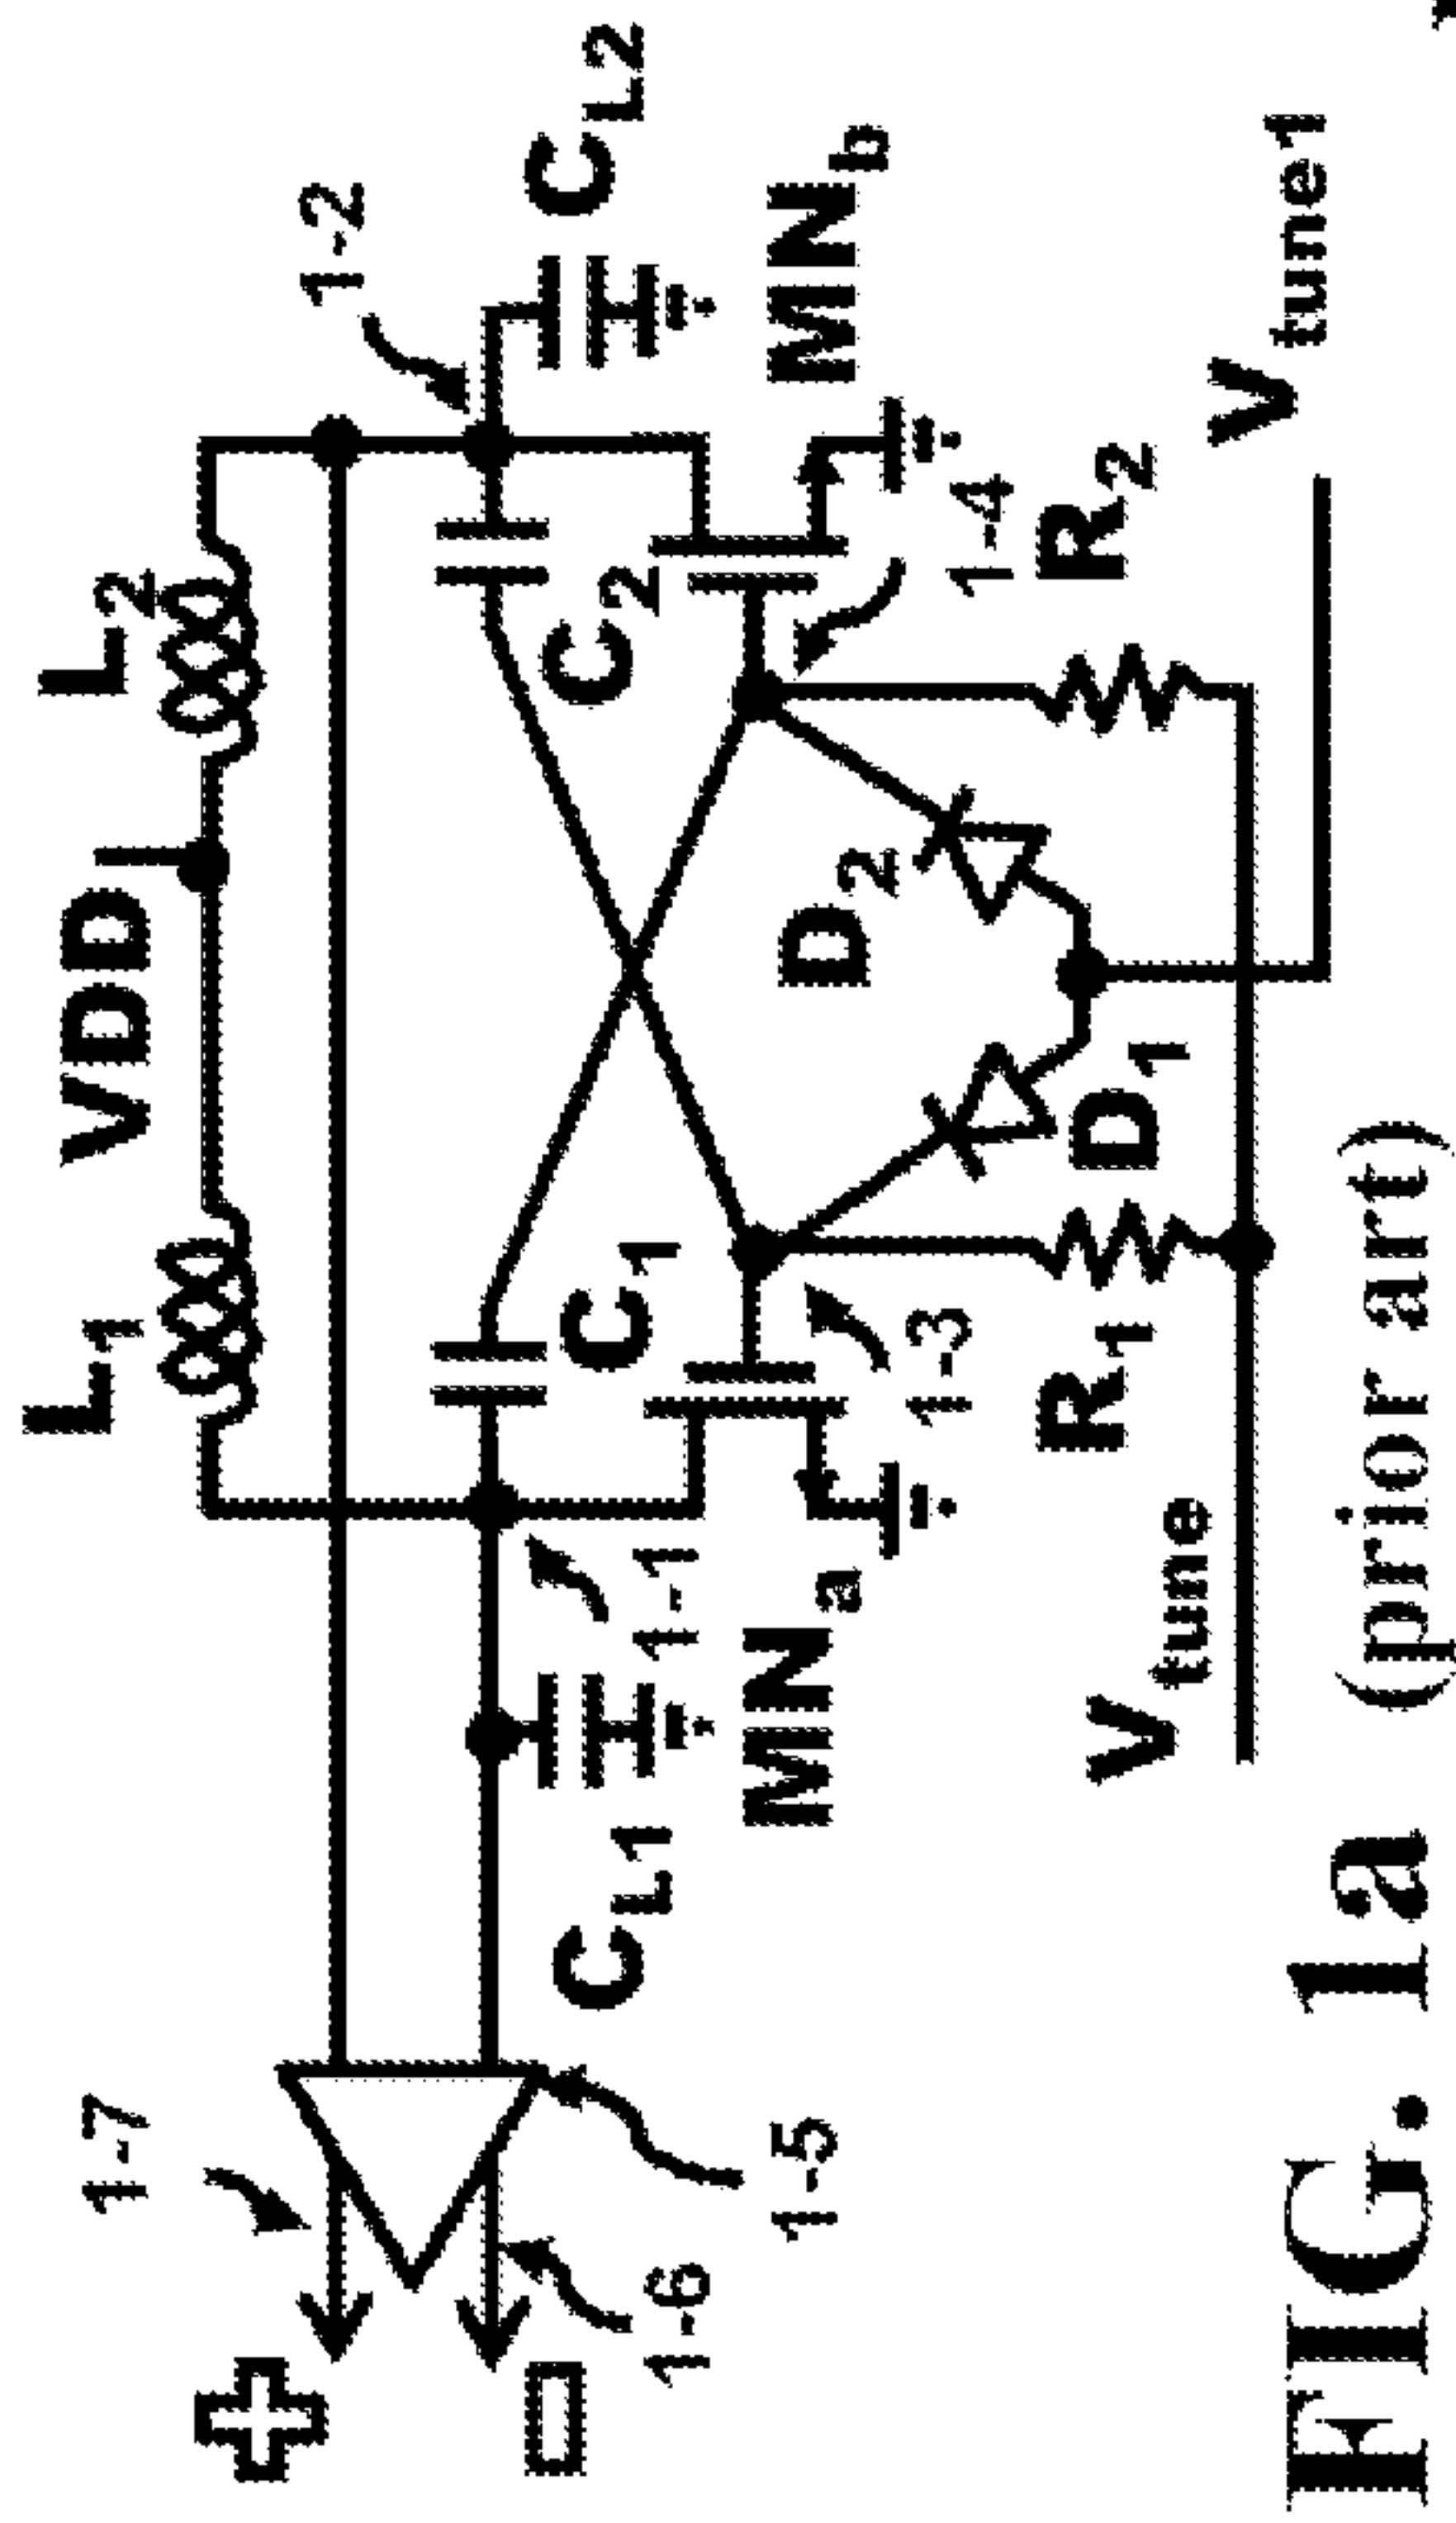 VDD
L1
L2
1-2
CL2
1-7
C1
C2
1-1
CL1
1-5
1-6
MNa
MNb
1-3
1-4
D2
D1
R1
R2
Vtune
Vtune1
FIG. 1a (prior art)